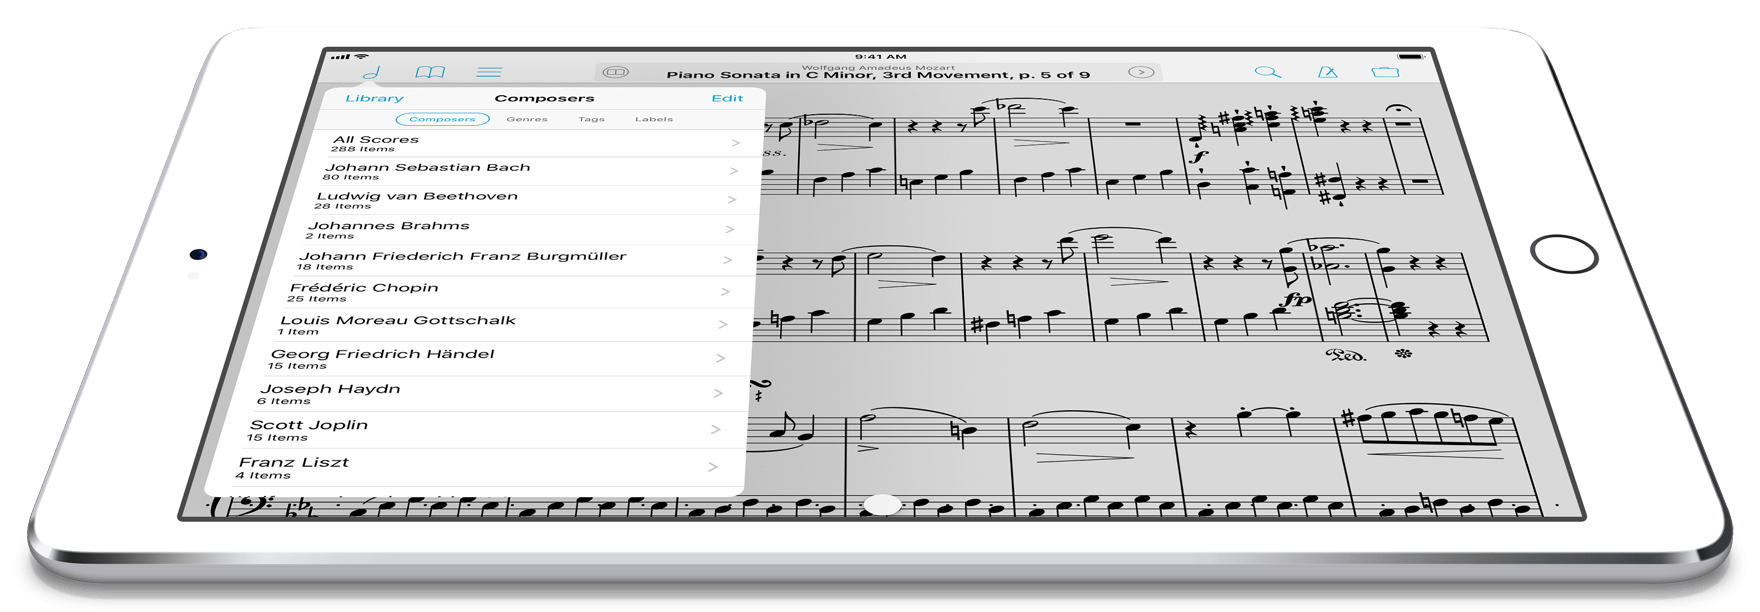 9:41 AM
Wolfgang Amadeus Mozart
Piano Sonata in C Minor, 3rd Movement, p. 5 of 9
Library
Composers
Edit
Composers
Genres
Tags
Labels
All Scores
288 Items
Johann Sebastian Bach
80 Items
Ludwig van Beethoven
28 Items
Johannes Brahms
2 Items
Johann Friederich Franz Burgmüller
18 Items
Frédéric Chopin
25 Items
Louis Moreau Gottschalk
1 Item
Georg Friedrich Händel
15 Items
Joseph Haydn
6 Items
Scott Joplin
15 Items
Franz Liszt
4 Items
ss.
f
fp
Ped.